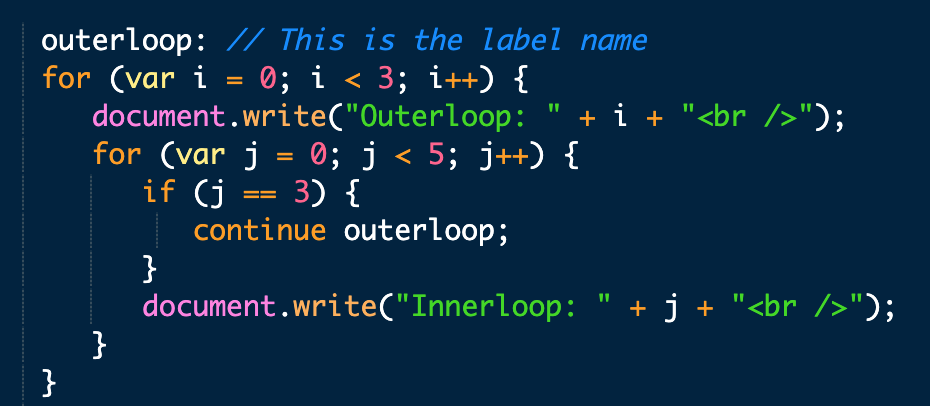 outerloop: // This is the label name
for (var i = 0; i < 3; i++) {
   document.write("Outerloop: " + i + "<br />");
   for (var j = 0; j < 5; j++) {
      if (j == 3) {
         continue outerloop;
      }
      document.write("Innerloop: " + j + "<br />");
   }
}